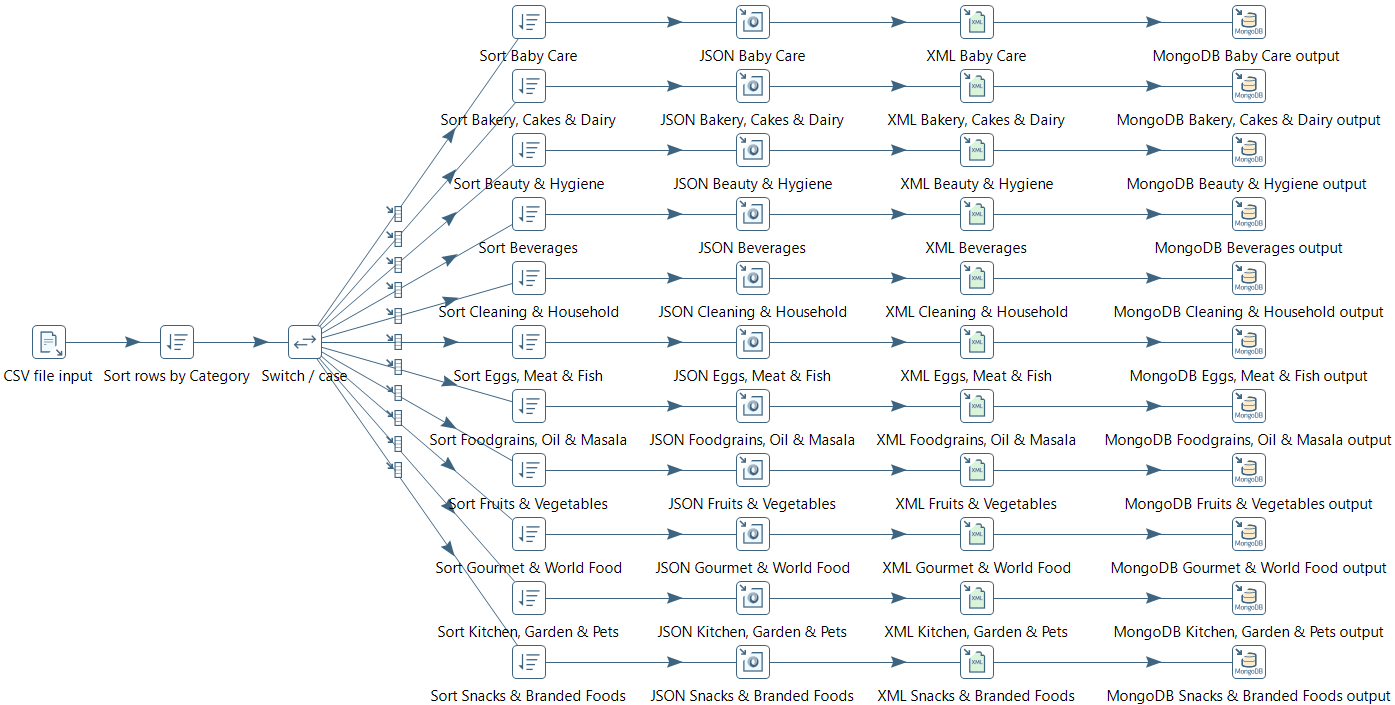 Sort Baby Care JSON Baby Care XML Baby Care MongoDB Baby Care output
Sort Bakery, Cakes & Dairy JSON Bakery, Cakes & Dairy XML Bakery, Cakes & Dairy MongoDB Bakery, Cakes & Dairy output
Sort Beauty & Hygiene JSON Beauty & Hygiene XML Beauty & Hygiene MongoDB Beauty & Hygiene output
Sort Beverages JSON Beverages XML Beverages MongoDB Beverages output
Sort Cleaning & Household JSON Cleaning & Household XML Cleaning & Household MongoDB Cleaning & Household output
CSV file input Sort rows by Category Switch / case Sort Eggs, Meat & Fish JSON Eggs, Meat & Fish XML Eggs, Meat & Fish MongoDB Eggs, Meat & Fish output
Sort Foodgrains, Oil & Masala JSON Foodgrains, Oil & Masala XML Foodgrains, Oil & Masala MongoDB Foodgrains, Oil & Masala output
Sort Fruits & Vegetables JSON Fruits & Vegetables XML Fruits & Vegetables MongoDB Fruits & Vegetables output
Sort Gourmet & World Food JSON Gourmet & World Food XML Gourmet & World Food MongoDB Gourmet & World Food output
Sort Kitchen, Garden & Pets JSON Kitchen, Garden & Pets XML Kitchen, Garden & Pets MongoDB Kitchen, Garden & Pets output
Sort Snacks & Branded Foods JSON Snacks & Branded Foods XML Snacks & Branded Foods MongoDB Snacks & Branded Foods output